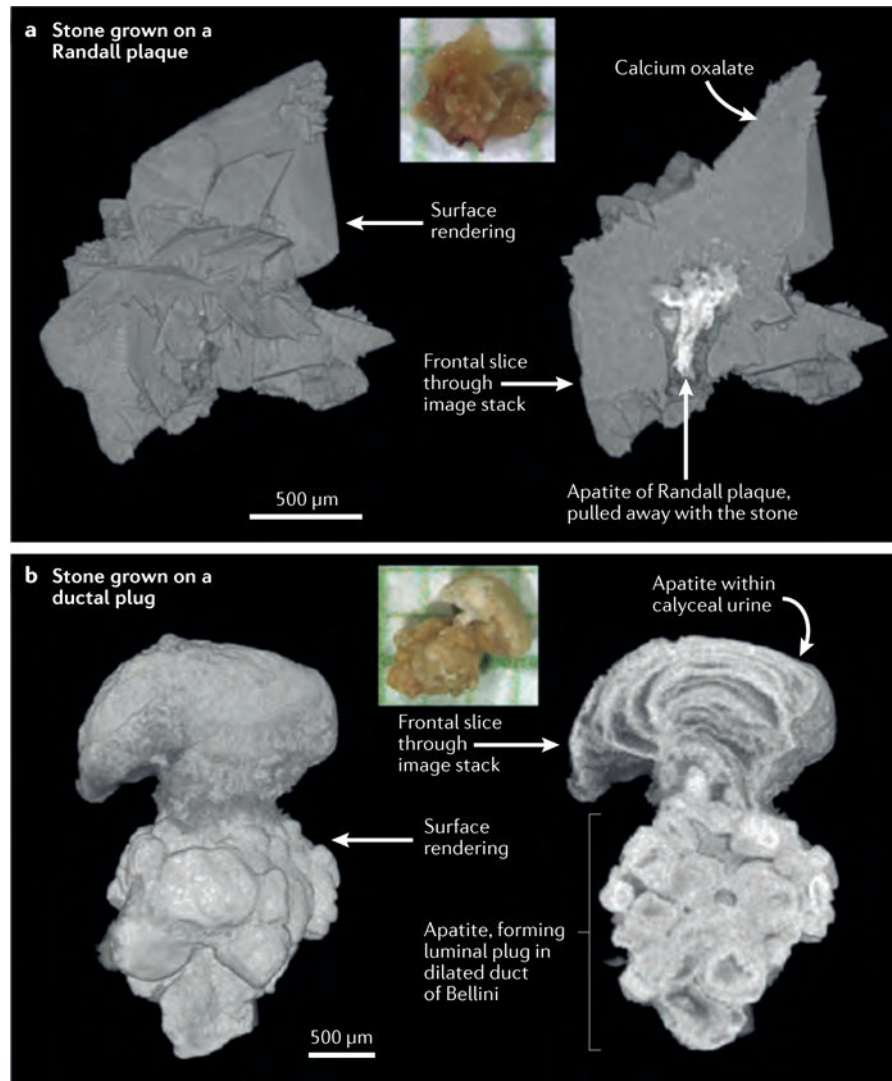 a Stone grown on a
Randall plaque
Calcium oxalate
Surface
rendering
Frontal slice
through
image stack
500 µm
Apatite of Randall plaque,
pulled away with the stone
b Stone grown on a
ductal plug
Apatite within
calyceal urine
Frontal slice
through
image stack
Surface
rendering
Apatite, forming
luminal plug in
dilated duct
of Bellini
500 µm